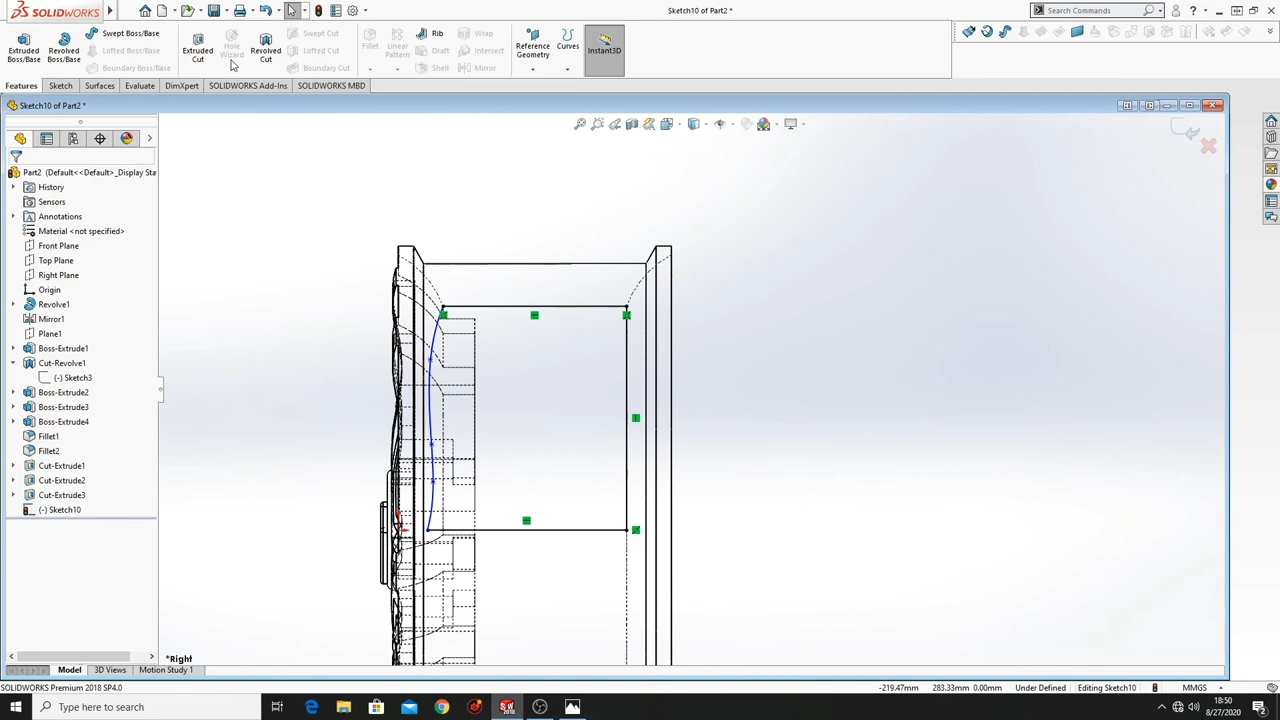 SOLIDWORKS
Sketch10 of Part2 *
Search Commands
Extruded Boss/Base
Revolved Boss/Base
Swept Boss/Base
Lofted Boss/Base
Boundary Boss/Base
Extruded Cut
Hole Wizard
Revolved Cut
Swept Cut
Lofted Cut
Boundary Cut
Fillet
Linear Pattern
Rib
Draft
Shell
Wrap
Intersect
Mirror
Reference Geometry
Curves
Instant3D
Features
Sketch
Surfaces
Evaluate
DimXpert
SOLIDWORKS Add-Ins
SOLIDWORKS MBD
Sketch10 of Part2 *
Part2 (Default<<Default>_Display Sta
History
Sensors
Annotations
Material <not specified>
Front Plane
Top Plane
Right Plane
Origin
Revolve1
Mirror1
Plane1
Boss-Extrude1
Cut-Revolve1
(-) Sketch3
Boss-Extrude2
Boss-Extrude3
Boss-Extrude4
Fillet1
Fillet2
Cut-Extrude1
Cut-Extrude2
Cut-Extrude3
(-) Sketch10
*Right
Model
3D Views
Motion Study 1
SOLIDWORKS Premium 2018 SP4.0
-219.47mm
283.33mm 0.00mm
Under Defined
Editing Sketch10
MMGS
Type here to search
18:50
8/27/2020